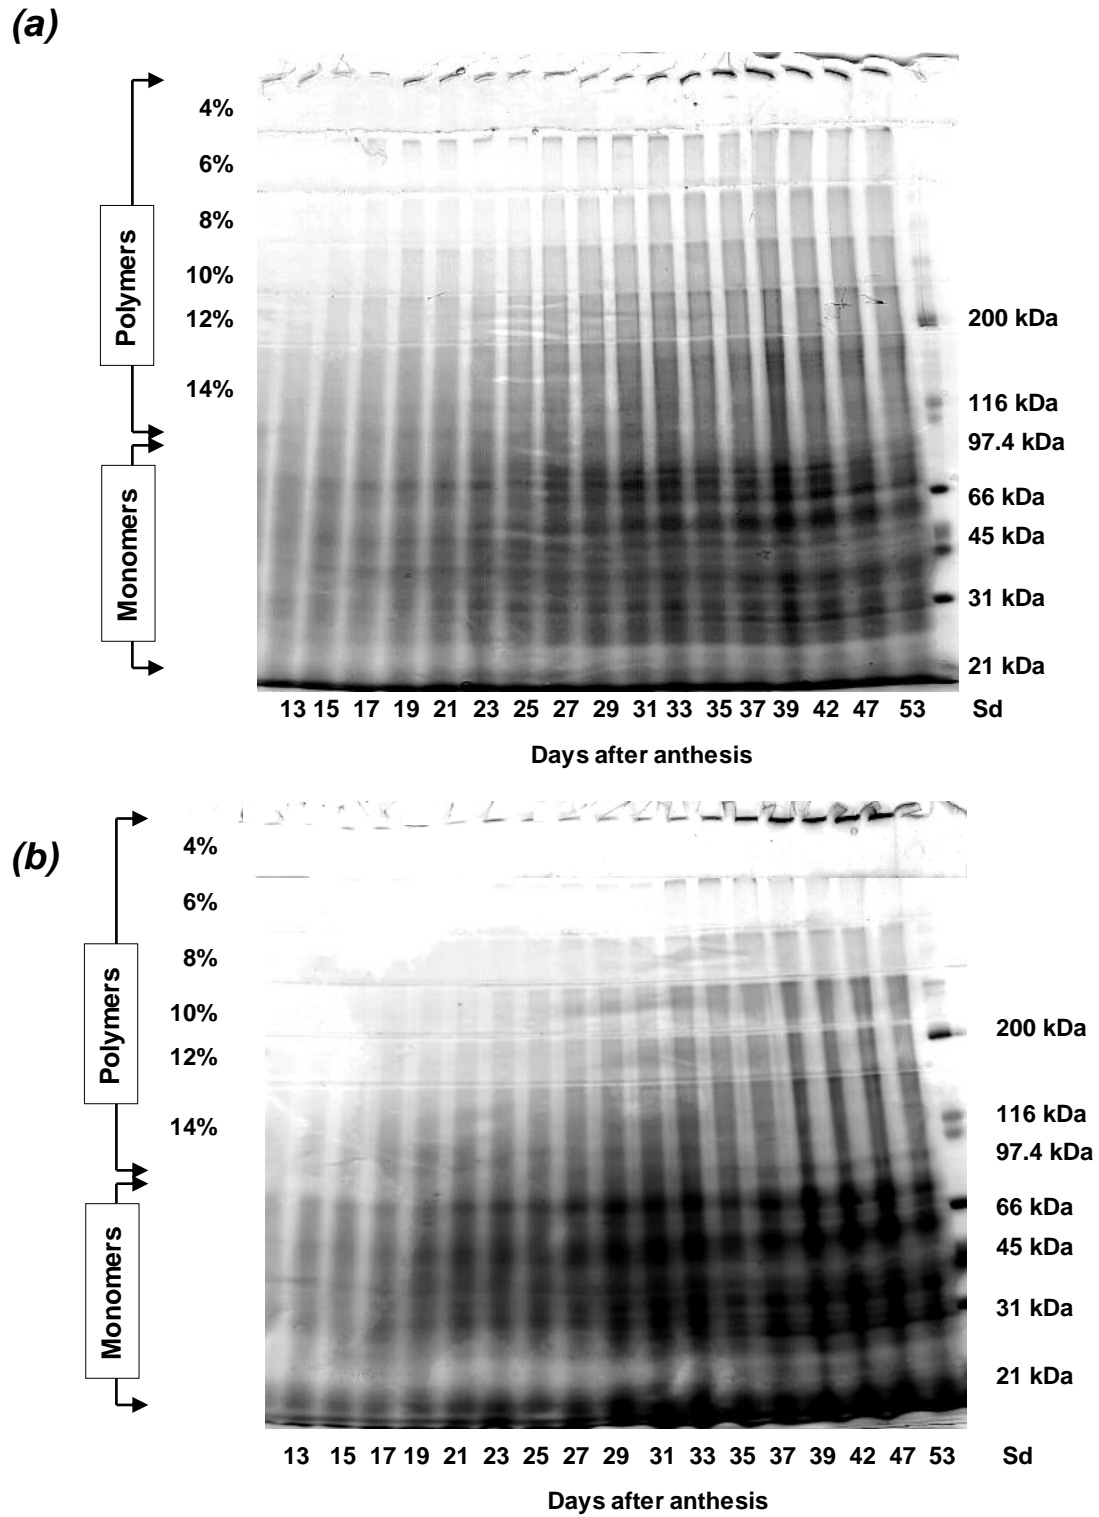 (a)
4%
6%
8%
10%
12%
14%
Polymers
Monomers
200 kDa
116 kDa
97.4 kDa
66 kDa
45 kDa
31 kDa
21 kDa
13 15 17 19 21 23 25 27 29 31 33 35 37 39 42 47 53 Sd
Days after anthesis
(b)
4%
6%
8%
10%
12%
14%
Polymers
Monomers
200 kDa
116 kDa
97.4 kDa
66 kDa
45 kDa
31 kDa
21 kDa
13 15 17 19 21 23 25 27 29 31 33 35 37 39 42 47 53 Sd
Days after anthesis